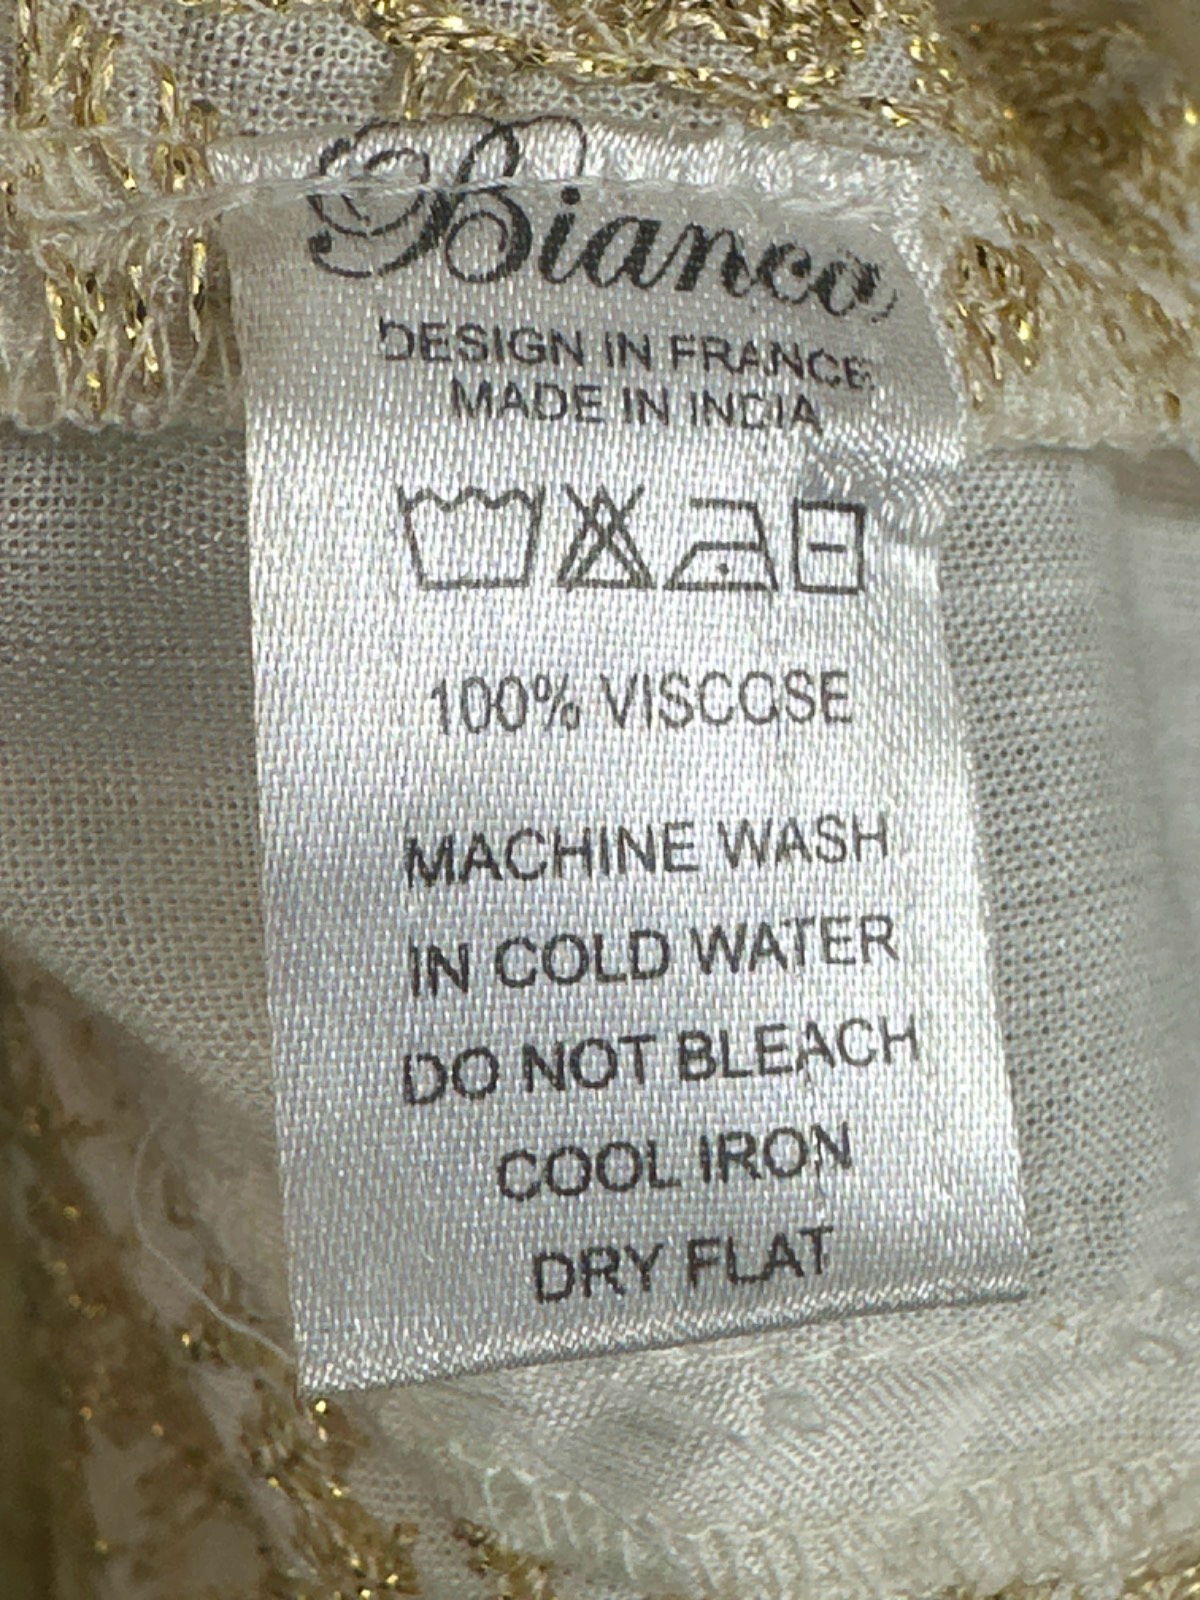 Bianca
DESIGN IN FRANCE
MADE IN INDIA
100% VISCOSE
MACHINE WASH
IN COLD WATER
DO NOT BLEACH
COOL IRON
DRY FLAT